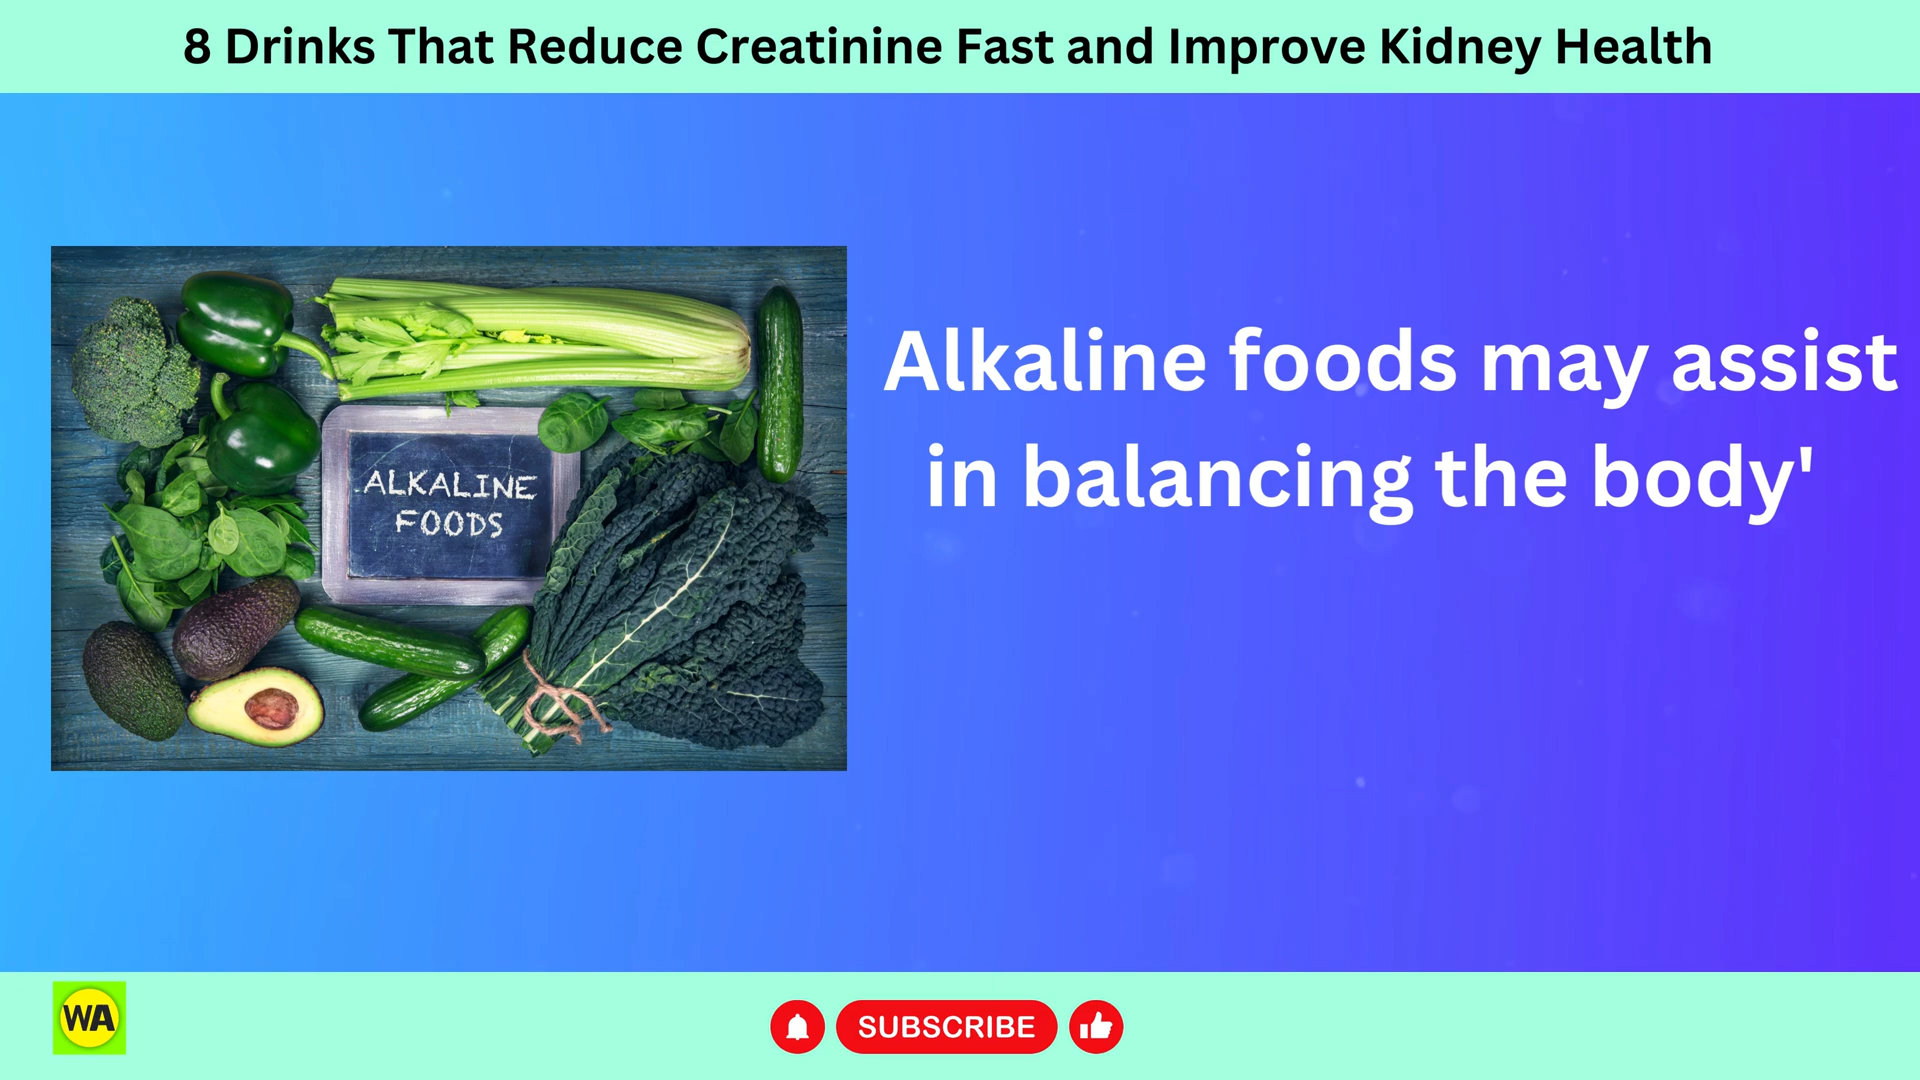 8 Drinks That Reduce Creatinine Fast and Improve Kidney Health
ALKALINE
FOODS
Alkaline foods may assist
in balancing the body'
WA
SUBSCRIBE